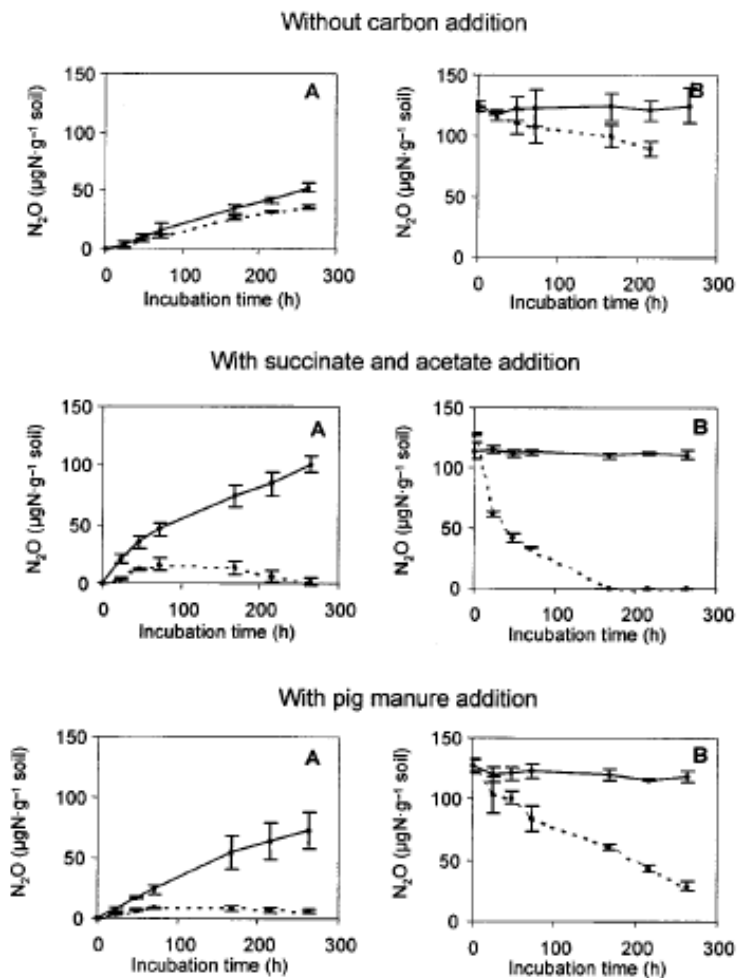 Without carbon addition
A
N₂O (µgN·g⁻¹ soil)
150
100
50
0
0 100 200 300
Incubation time (h)
B
N₂O (µgN·g⁻¹ soil)
150
100
50
0
0 100 200 300
Incubation time (h)
With succinate and acetate addition
A
N₂O (µgN·g⁻¹ soil)
150
100
50
0
0 100 200 300
Incubation time (h)
B
N₂O (µgN·g⁻¹ soil)
150
100
50
0
0 100 200 300
Incubation time (h)
With pig manure addition
A
N₂O (µgN·g⁻¹ soil)
150
100
50
0
0 100 200 300
Incubation time (h)
B
N₂O (µgN·g⁻¹ soil)
150
100
50
0
0 100 200 300
Incubation time (h)